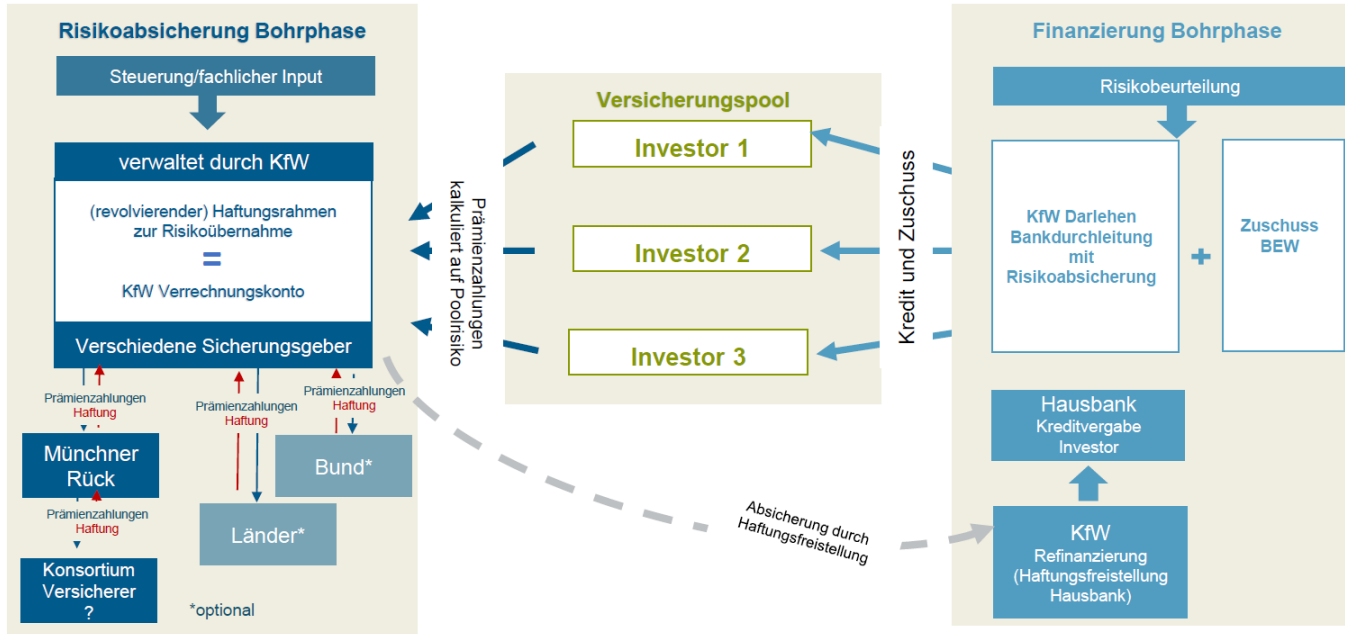 Risikoabsicherung Bohrphase
Steuerung/fachlicher Input
verwaltet durch KfW
(revolvierender) Haftungsrahmen
zur Risikoübernahme
=
KfW Verrechnungskonto
Verschiedene Sicherungsgeber
Prämienzahlungen
Haftung
Prämienzahlungen
Haftung
Prämienzahlungen
Haftung
Münchner
Rück
Bund*
Prämienzahlungen
Haftung
Länder*
Konsortium
Versicherer
?
*optional
Prämienzahlungen
kalkuliert auf Poolrisiko
Versicherungspool
Investor 1
Investor 2
Investor 3
Kredit und Zuschuss
Absicherung durch
Haftungsfreistellung
Finanzierung Bohrphase
Risikobeurteilung
KfW Darlehen
Bankdurchleitung
mit
Risikoabsicherung
+
Zuschuss
BEW
Hausbank
Kreditvergabe
Investor
KfW
Refinanzierung
(Haftungsfreistellung
Hausbank)